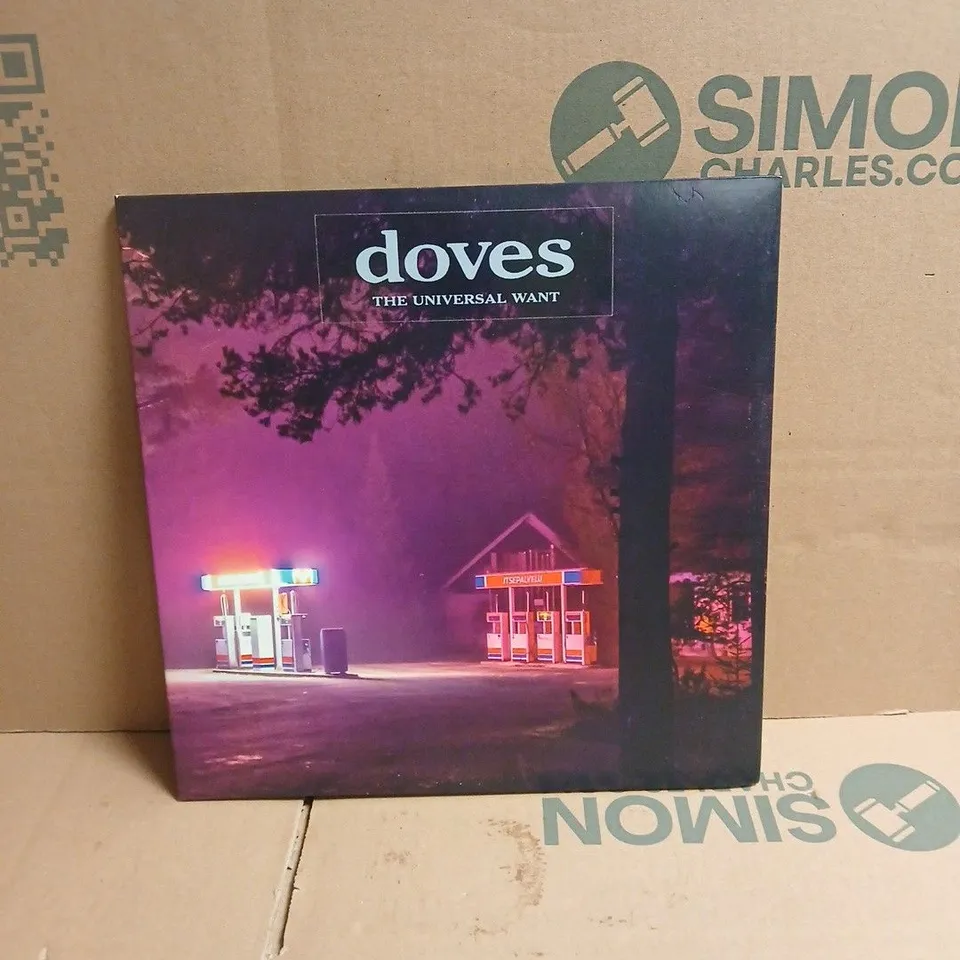 SIMO
CHARLES.CO
doves
THE UNIVERSAL WANT
ITSEPALVELU
SIMON